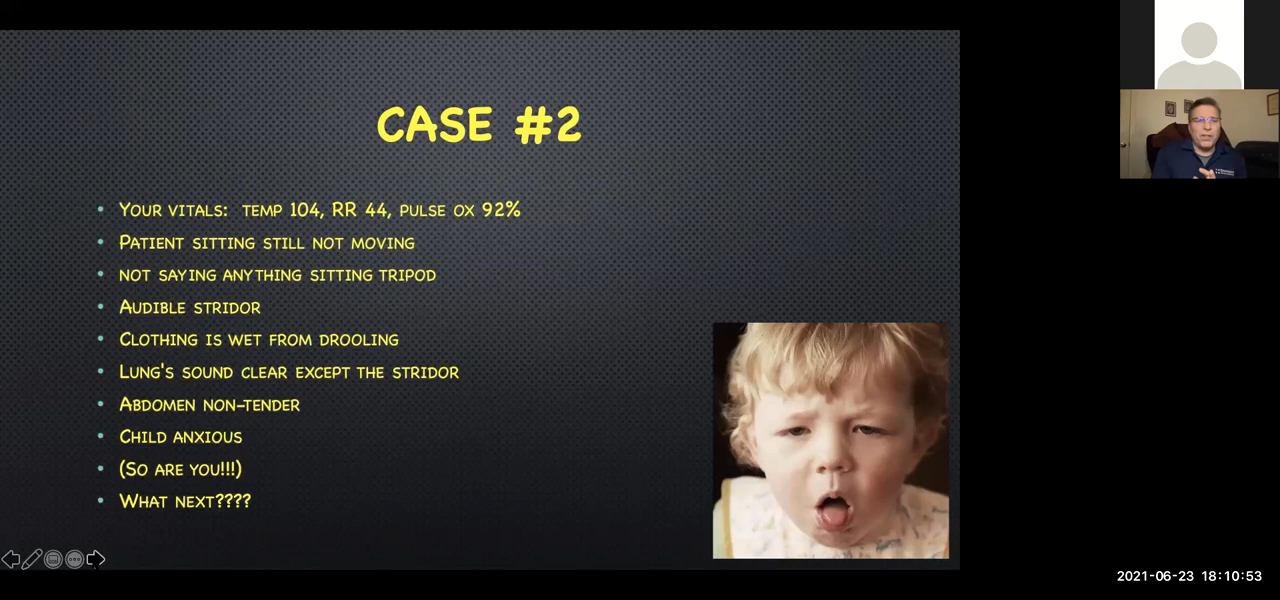 CASE #2
YOUR VITALS: TEMP 104, RR 44, PULSE OX 92%
PATIENT SITTING STILL NOT MOVING
NOT SAYING ANYTHING SITTING TRIPOD
AUDIBLE STRIDOR
CLOTHING IS WET FROM DROOLING
LUNG'S SOUND CLEAR EXCEPT THE STRIDOR
ABDOMEN NON-TENDER
CHILD ANXIOUS
(SO ARE YOU!!!)
WHAT NEXT????
2021-06-23 18:10:53